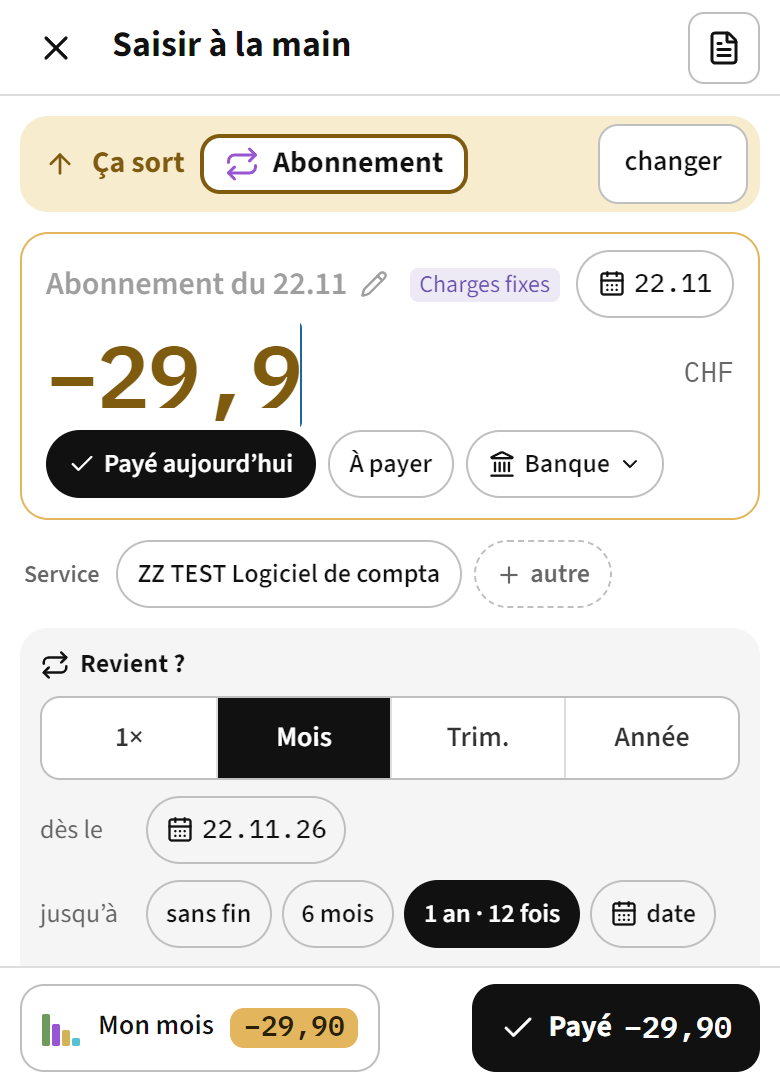 Saisir à la main
Ça sort Abonnement changer
Abonnement du 22.11 Charges fixes 22.11
−29,9 CHF
Payé aujourd’hui À payer Banque
Service ZZ TEST Logiciel de compta + autre
Revient ?
1× Mois Trim. Année
dès le 22.11.26
jusqu’à sans fin 6 mois 1 an · 12 fois date
Mon mois −29,90 Payé −29,90